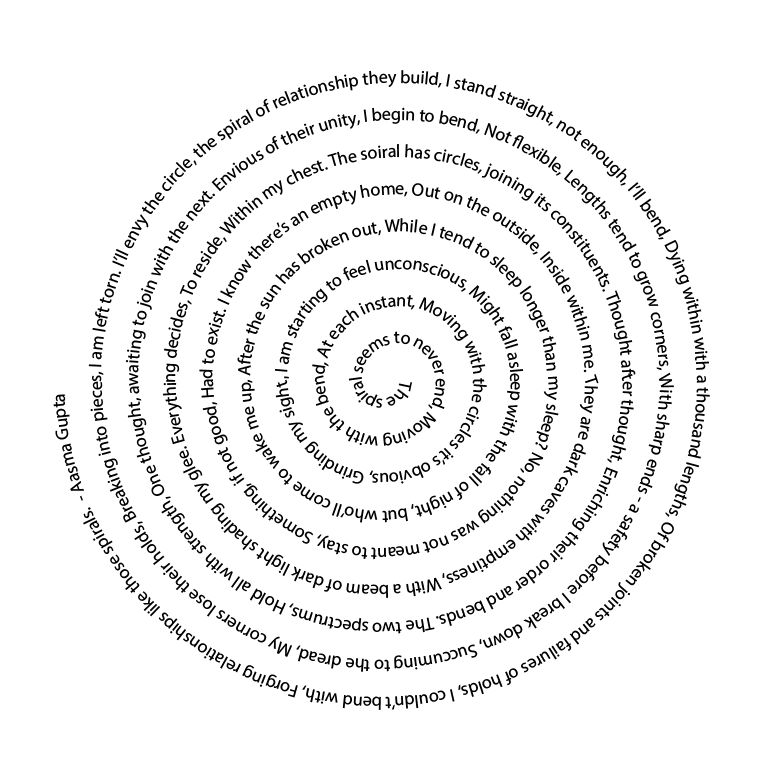 The spiral seems to never end, Moving with the bend, At each instant, Moving with the circles it's obvious, Grinding my sight, I am starting to feel unconscious, Might fall asleep with the fall of night, but who'll come to wake me up, After the sun has broken out, While I tend to sleep longer than my sleep? No, nothing was not meant to stay, Something, if not good, Had to exist. I know there's an empty home, Out on the outside, Inside within me. They are dark caves with emptiness, With a beam of dark light shading my glee. Everything decides, To reside, Within my chest. The soiral has circles, joining its constituents. Thought after thought, Enriching their order and bends. The two spectrums, Hold all with strength, One thought, awaiting to join with the next. Envious of their unity, I begin to bend, Not flexible, Lengths tend to grow corners, With sharp ends - a safety before I break down, Succuming to the dread, My corners lose their holds, Breaking into pieces, I am left torn. I'll envy the circle, the spiral of relationship they build, I stand straight, not enough, I'll bend, Dying within with a thousand lengths, Of broken joints and failures of holds, I couldn't bend with, Forging relationships like those spirals. - Aasma Gupta